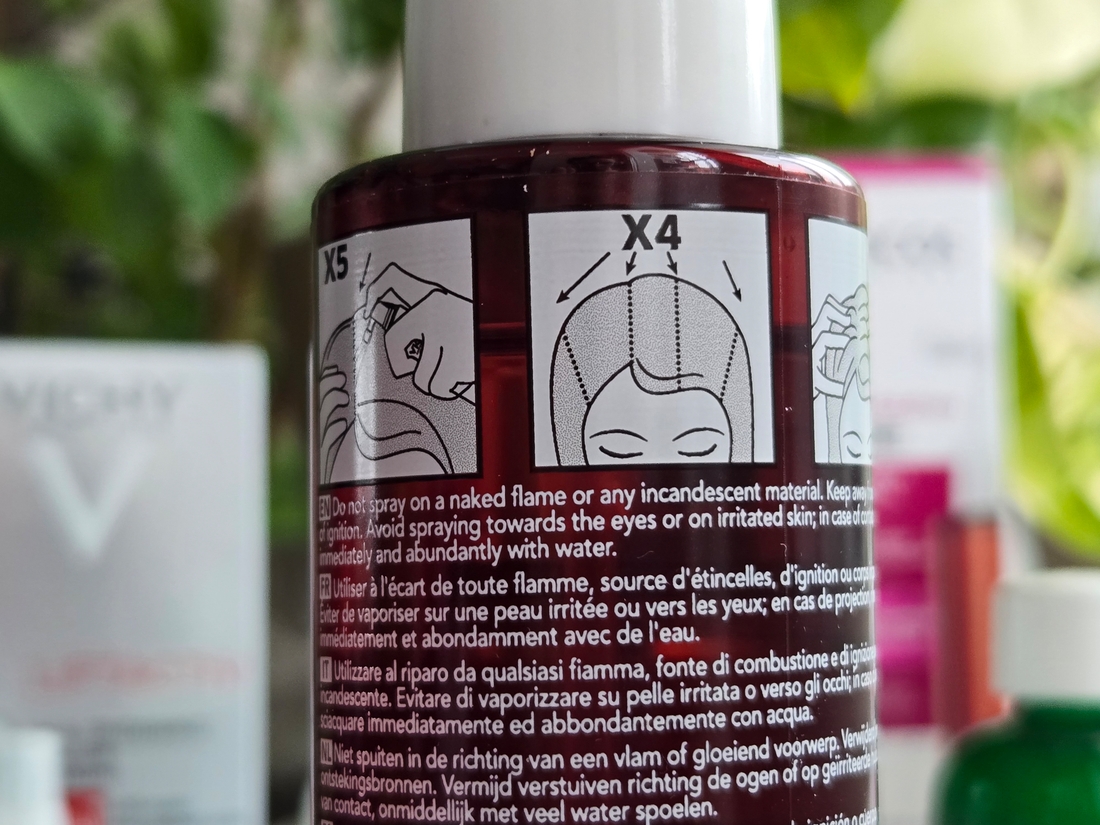 X5
X4
EN Do not spray on a naked flame or any incandescent material. Keep away
of ignition. Avoid spraying towards the eyes or on irritated skin; in case of
immediately and abundantly with water.
FR Utiliser à l'écart de toute flamme, source d'étincelles, d'ignition ou
Éviter de vaporiser sur une peau irritée ou vers les yeux; en cas de projection,
immédiatement et abondamment avec de l'eau.
IT Utilizzare al riparo da qualsiasi fiamma, fonte di combustione e di
incandescente. Evitare di vaporizzare su pelle irritata o verso gli occhi; in caso
sciacquare immediatamente ed abbondantemente con acqua.
NL Niet spuiten in de richting van een vlam of gloeiend voorwerp.
ontstekingsbronnen. Vermijd verstuiven richting de ogen of op geïrriteerde
van contact, onmiddellijk met veel water spoelen.
VICHY